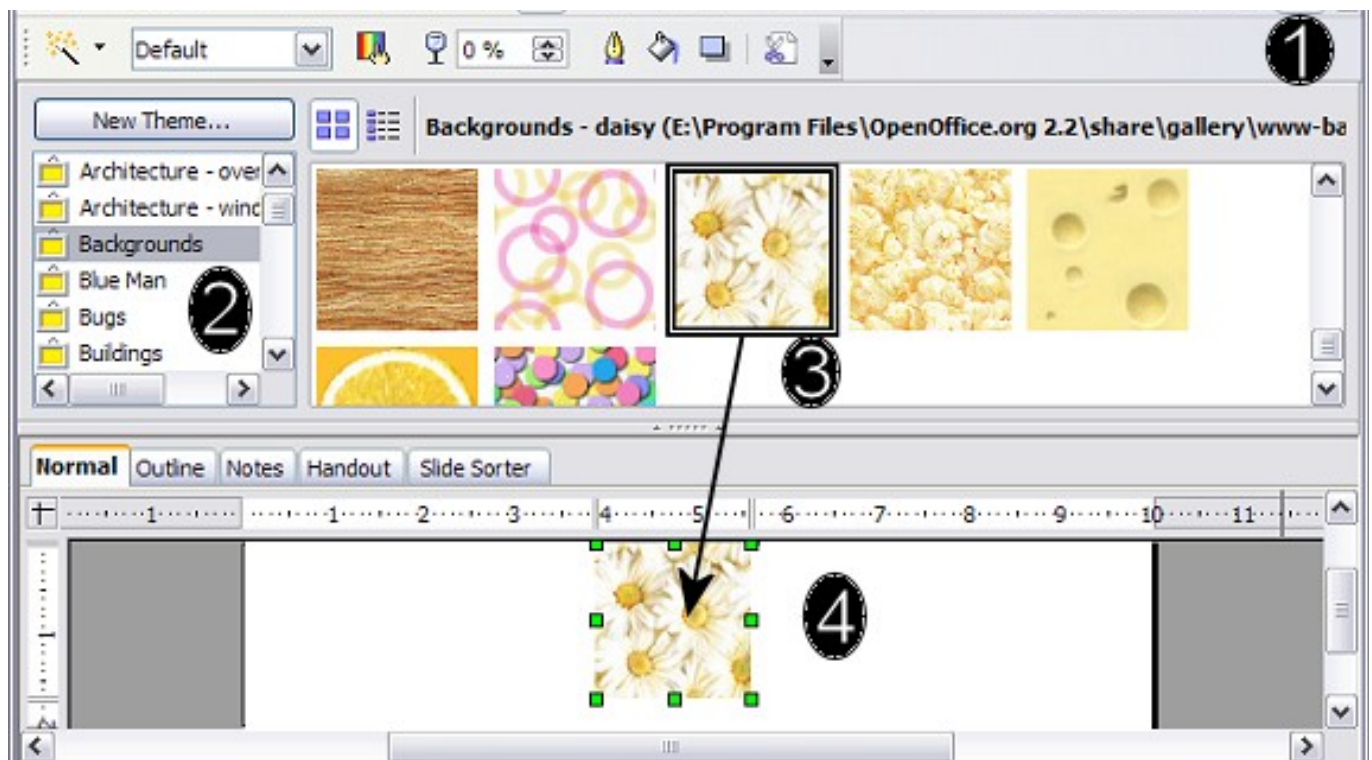 Default
0 %
1
New Theme...
Backgrounds - daisy (E:\Program Files\OpenOffice.org 2.2\share\gallery\www-ba
Architecture - over
Architecture - wind
Backgrounds
Blue Man
Bugs
Buildings
2
3
Normal Outline Notes Handout Slide Sorter
1 1 2 3 4 5 6 7 8 9 10 11
1
4